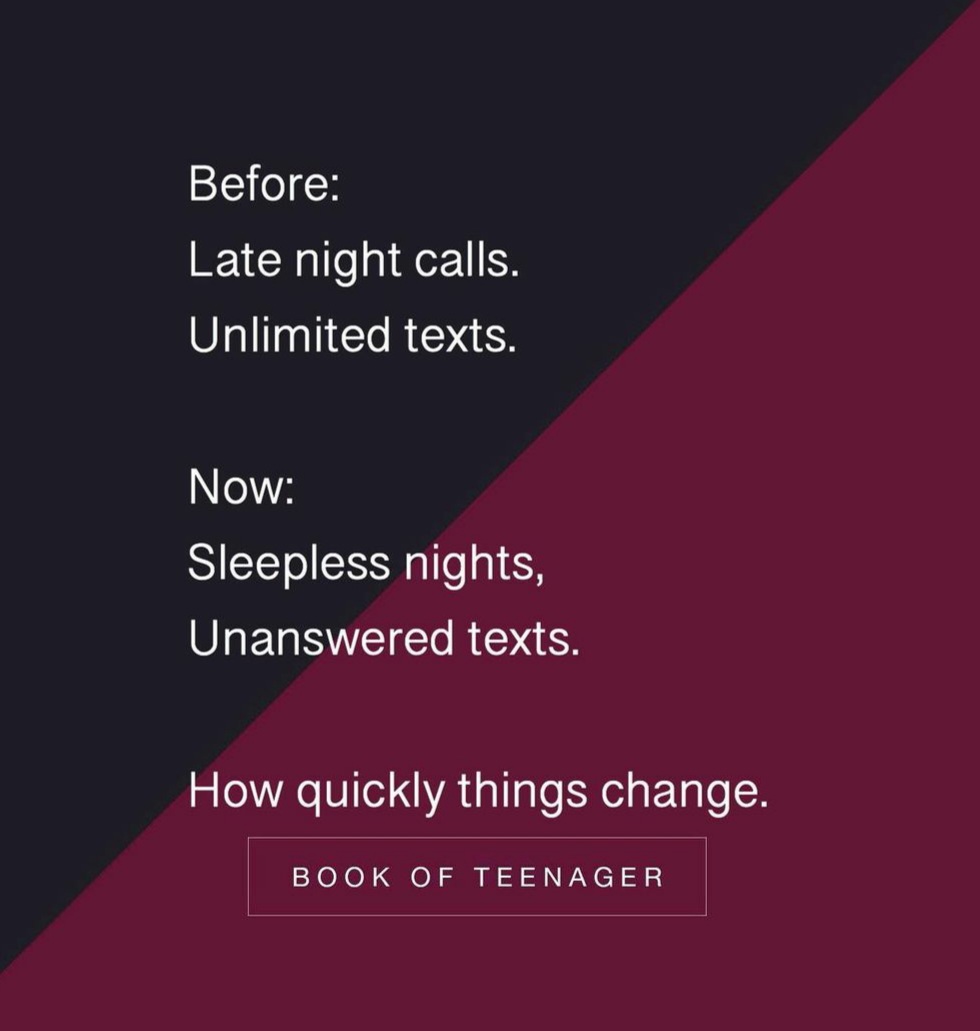 Before:
Late night calls.
Unlimited texts.
Now:
Sleepless nights,
Unanswered texts.
How quickly things change.
BOOK OF TEENAGER